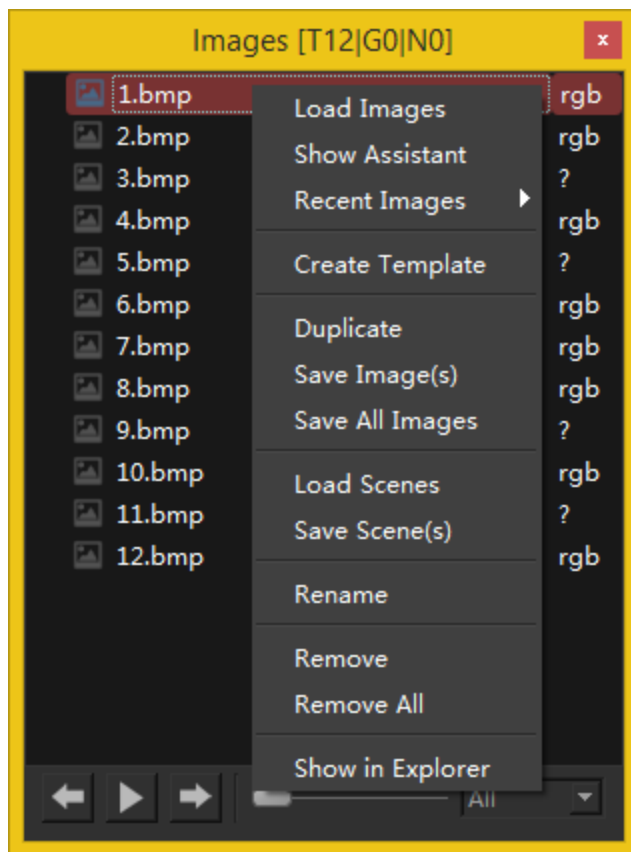 Images [T12|G0|N0]
x
1.bmp rgb
2.bmp rgb
3.bmp ?
4.bmp rgb
5.bmp ?
6.bmp rgb
7.bmp rgb
8.bmp rgb
9.bmp ?
10.bmp rgb
11.bmp ?
12.bmp rgb
Load Images
Show Assistant
Recent Images
Create Template
Duplicate
Save Image(s)
Save All Images
Load Scenes
Save Scene(s)
Rename
Remove
Remove All
Show in Explorer
All